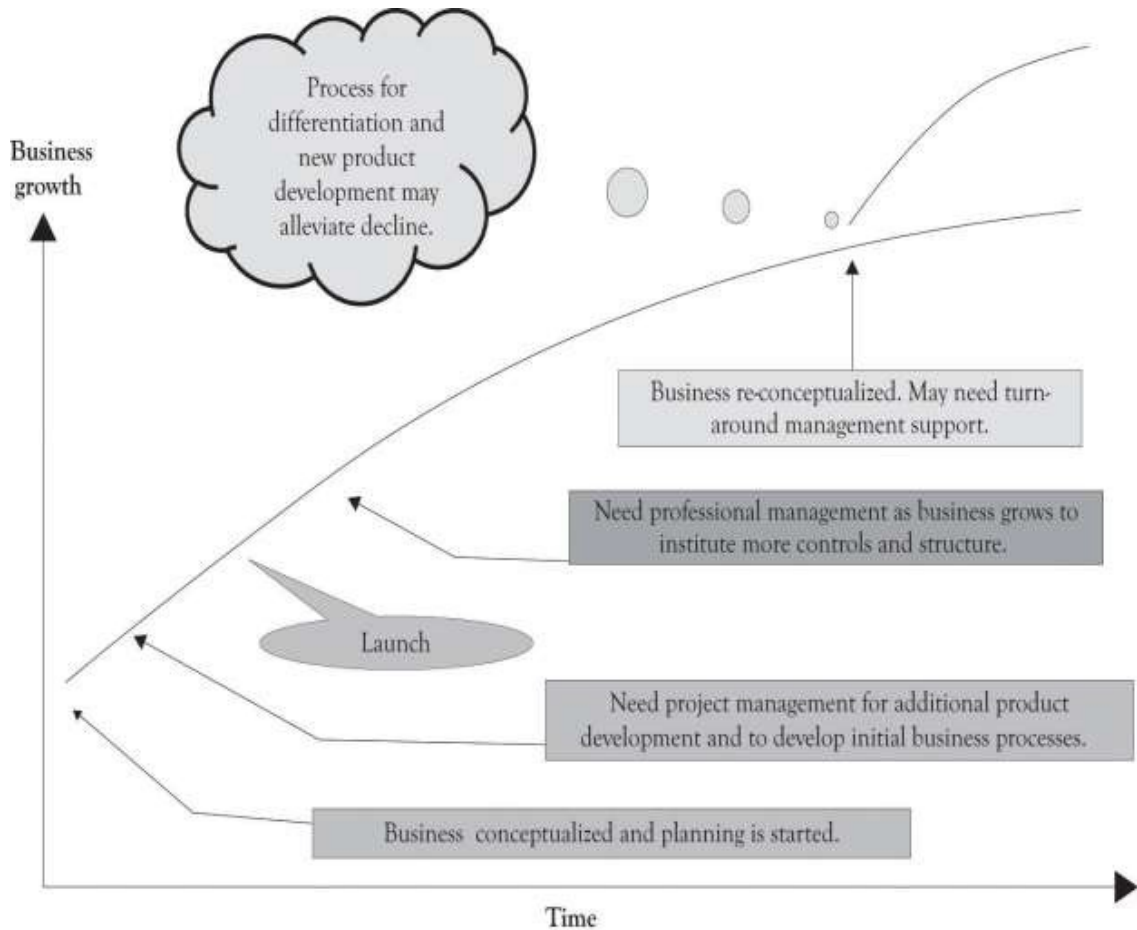 Process for
differentiation and
new product
development may
alleviate decline.
Business
growth
Business re-conceptualized. May need turn-
around management support.
Need professional management as business grows to
institute more controls and structure.
Launch
Need project management for additional product
development and to develop initial business processes.
Business conceptualized and planning is started.
Time